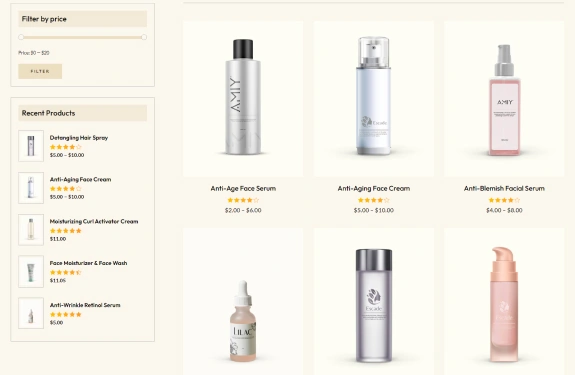 Filter by price
Price: $0 — $20
FILTER
Recent Products
Detangling Hair Spray
$5.00 – $10.00
Anti-Aging Face Cream
$5.00 – $10.00
Moisturizing Curl Activator Cream
$11.00
Face Moisturizer & Face Wash
$11.05
Anti-Wrinkle Retinol Serum
$5.00
AMIY
Escade
AMIY
Anti-Age Face Serum
Anti-Aging Face Cream
Anti-Blemish Facial Serum
$2.00 – $6.00
$5.00 – $10.00
$4.00 – $8.00
LILAC
Escade